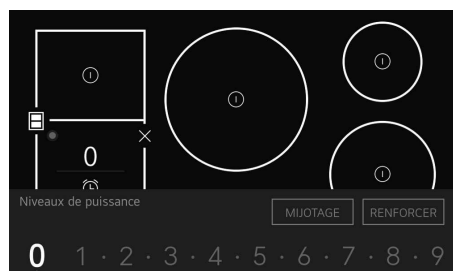 0
Niveaux de puissance
MIJOTAGE
RENFORCER
0 1 · 2 · 3 · 4 · 5 · 6 · 7 · 8 · 9